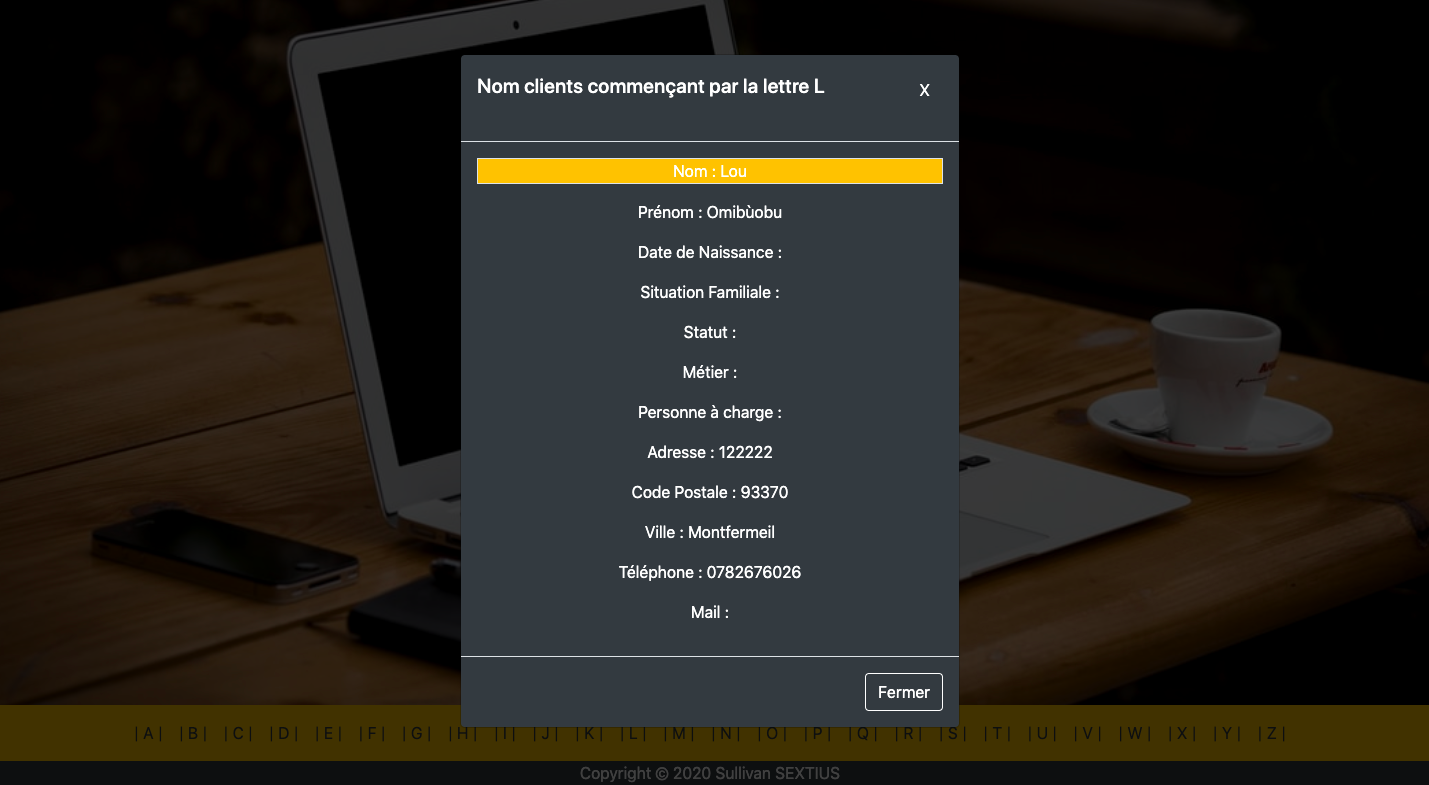 Nom clients commençant par la lettre L
X
Nom : Lou
Prénom : Omibùobu
Date de Naissance :
Situation Familiale :
Statut :
Métier :
Personne à charge :
Adresse : 122222
Code Postale : 93370
Ville : Montfermeil
Téléphone : 0782676026
Mail :
Fermer
| A | | B | | C | | D | | E | | F | | G | | H | | I | | J | | K | | L | | M | | N | | O | | P | | Q | | R | | S | | T | | U | | V | | W | | X | | Y | | Z |
Copyright © 2020 Sullivan SEXTIUS